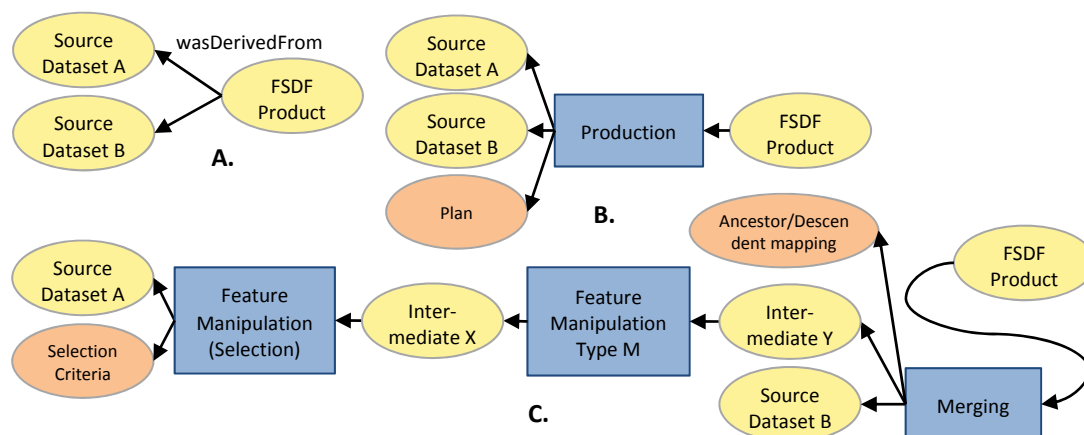 Source
Dataset A
wasDerivedFrom
FSDF
Product
Source
Dataset B
A.
Source
Dataset A
Source
Dataset B
Plan
Production
FSDF
Product
B.
Source
Dataset A
Selection
Criteria
Feature
Manipulation
(Selection)
Inter-
mediate X
Feature
Manipulation
Type M
Ancestor/Descen
dent mapping
Inter-
mediate Y
Source
Dataset B
Merging
FSDF
Product
C.